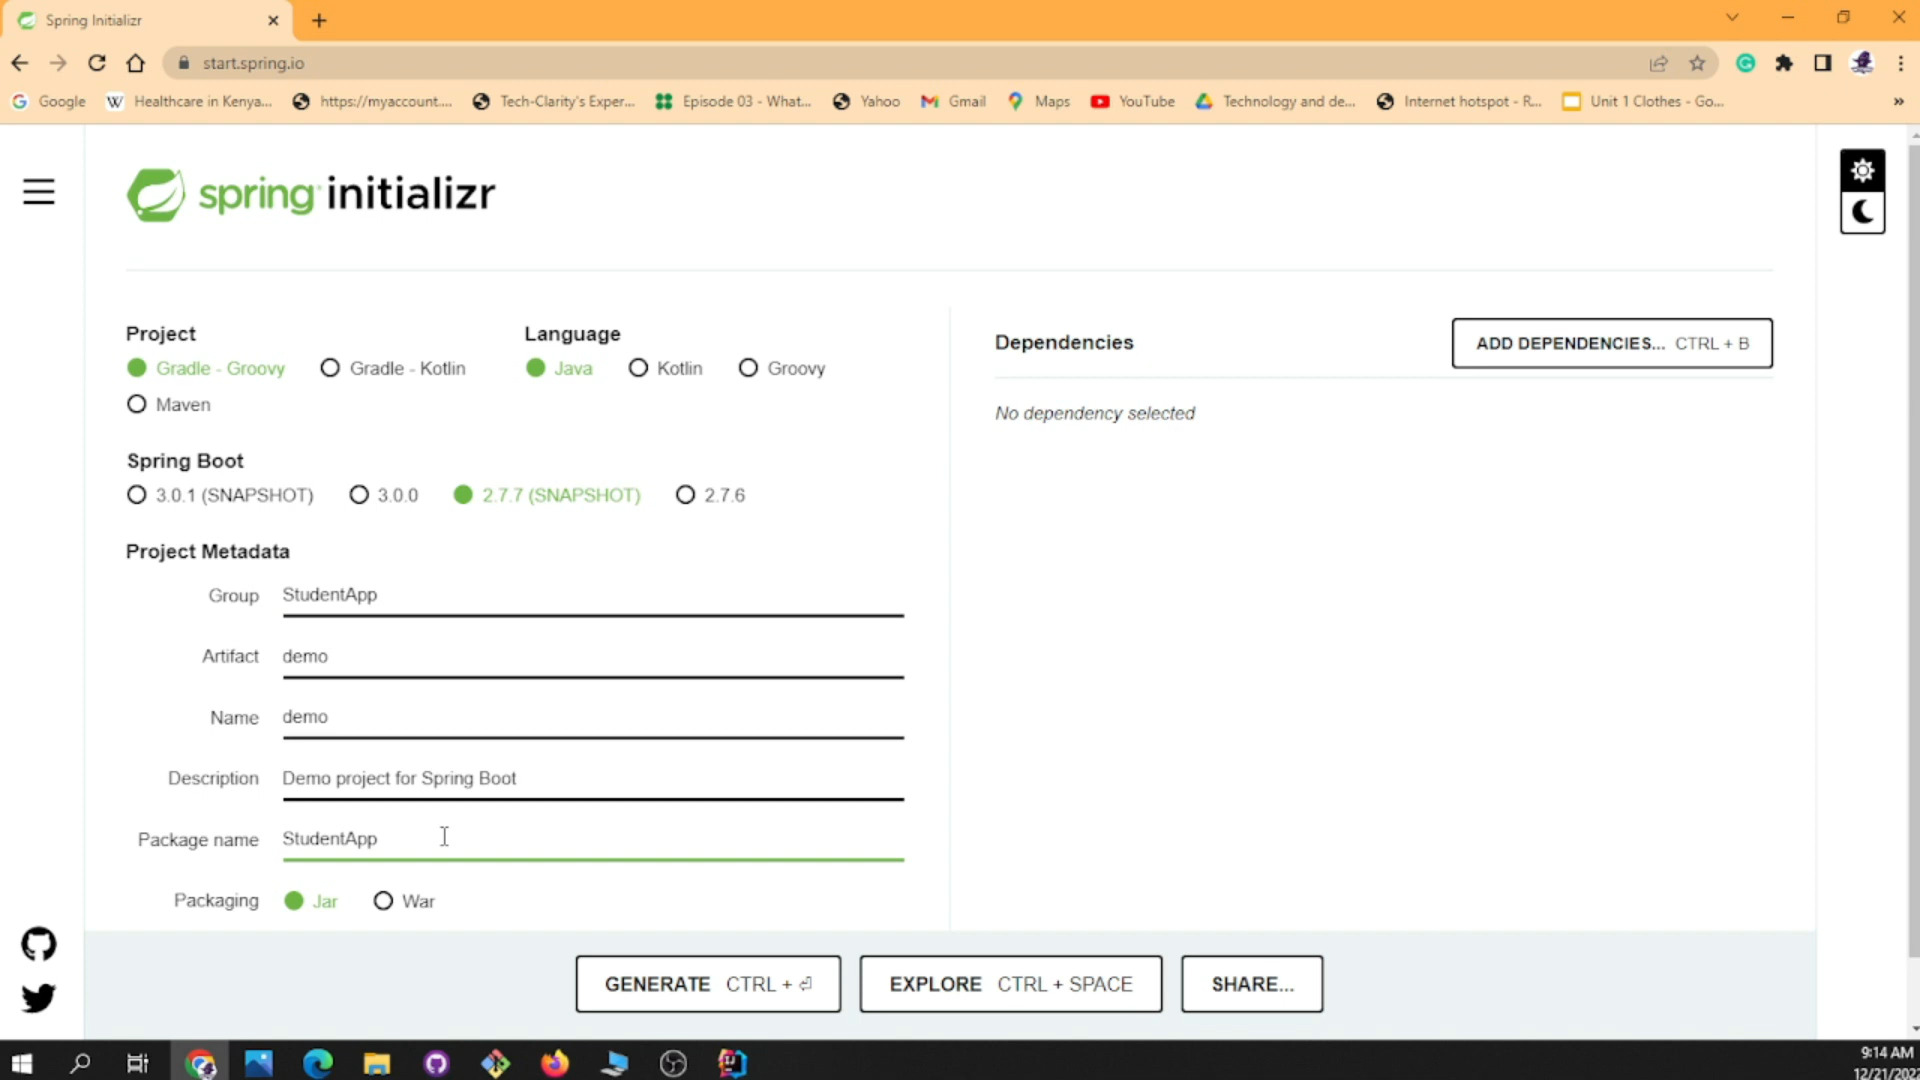 Spring Initializr
start.spring.io
Google Healthcare in Kenya... https://myaccount.... Tech-Clarity's Exper... Episode 03 - What... Yahoo Gmail Maps YouTube Technology and de... Internet hotspot - R... Unit 1 Clothes - Go... »
spring initializr
Project
Gradle - Groovy Gradle - Kotlin
Maven
Language
Java Kotlin Groovy
Spring Boot
3.0.1 (SNAPSHOT) 3.0.0 2.7.7 (SNAPSHOT) 2.7.6
Project Metadata
Group StudentApp
Artifact demo
Name demo
Description Demo project for Spring Boot
Package name StudentApp
Packaging Jar War
Dependencies
ADD DEPENDENCIES... CTRL + B
No dependency selected
GENERATE CTRL + ⏎
EXPLORE CTRL + SPACE
SHARE...
9:14 AM